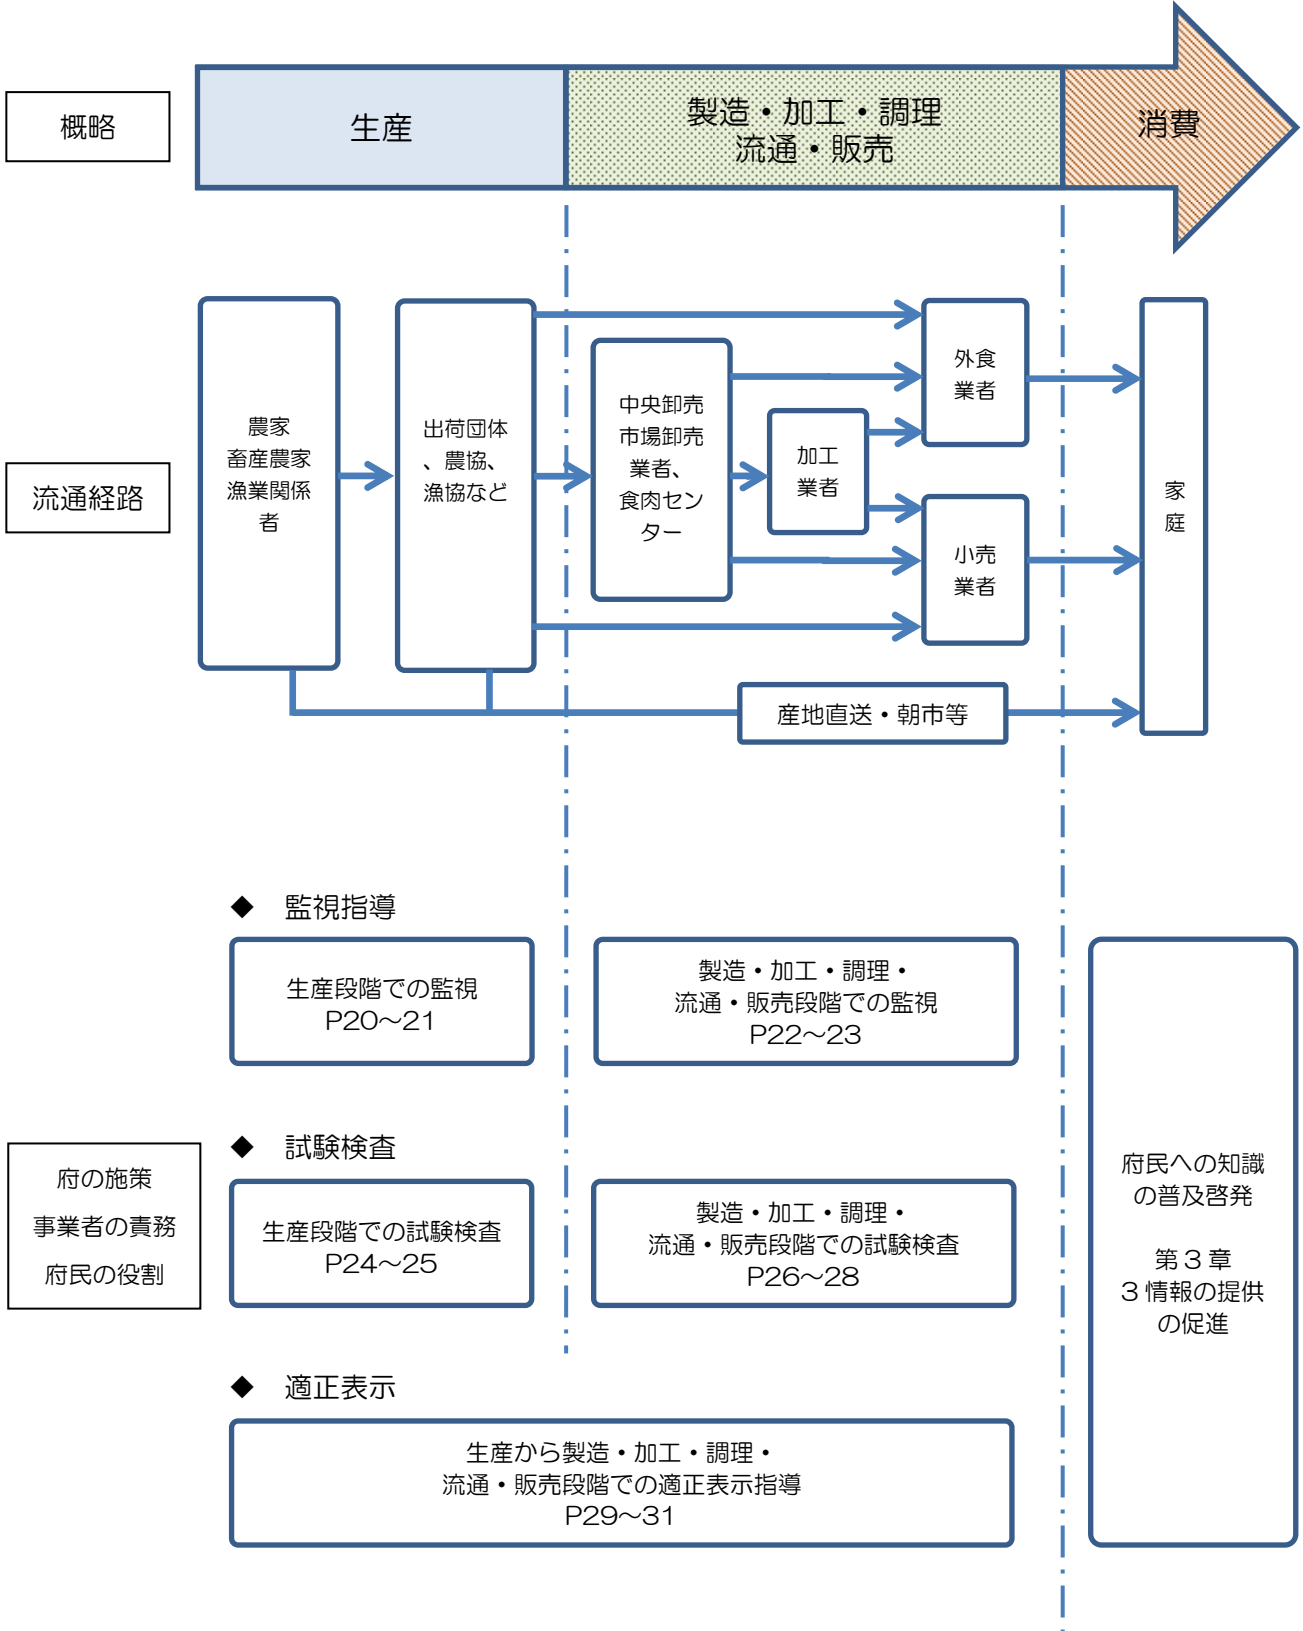 概略
生産
製造・加工・調理
流通・販売
消費
流通経路
農家
畜産農家
漁業関係
者
出荷団体
、農協、
漁協など
中央卸売
市場卸売
業者、
食肉セン
ター
加工
業者
外食
業者
小売
業者
家
庭
産地直送・朝市等
◆ 監視指導
生産段階での監視
P20～21
製造・加工・調理・
流通・販売段階での監視
P22～23
府の施策
事業者の責務
府民の役割
◆ 試験検査
生産段階での試験検査
P24～25
製造・加工・調理・
流通・販売段階での試験検査
P26～28
府民への知識
の普及啓発
第３章
３情報の提供
の促進
◆ 適正表示
生産から製造・加工・調理・
流通・販売段階での適正表示指導
P29～31